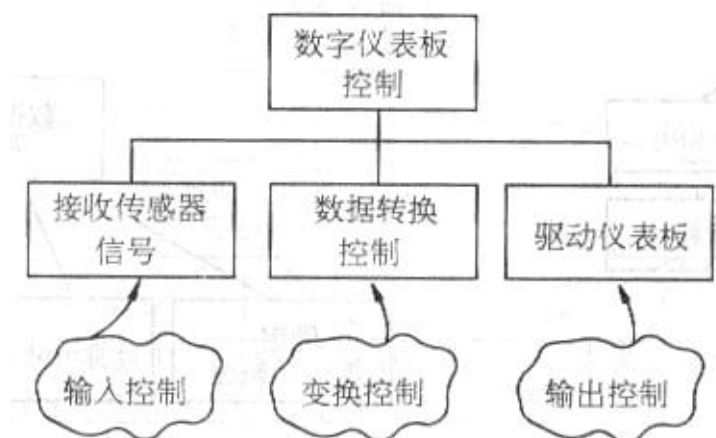 数字仪表板
控制
接收传感器
信号
数据转换
控制
驱动仪表板
输入控制
变换控制
输出控制